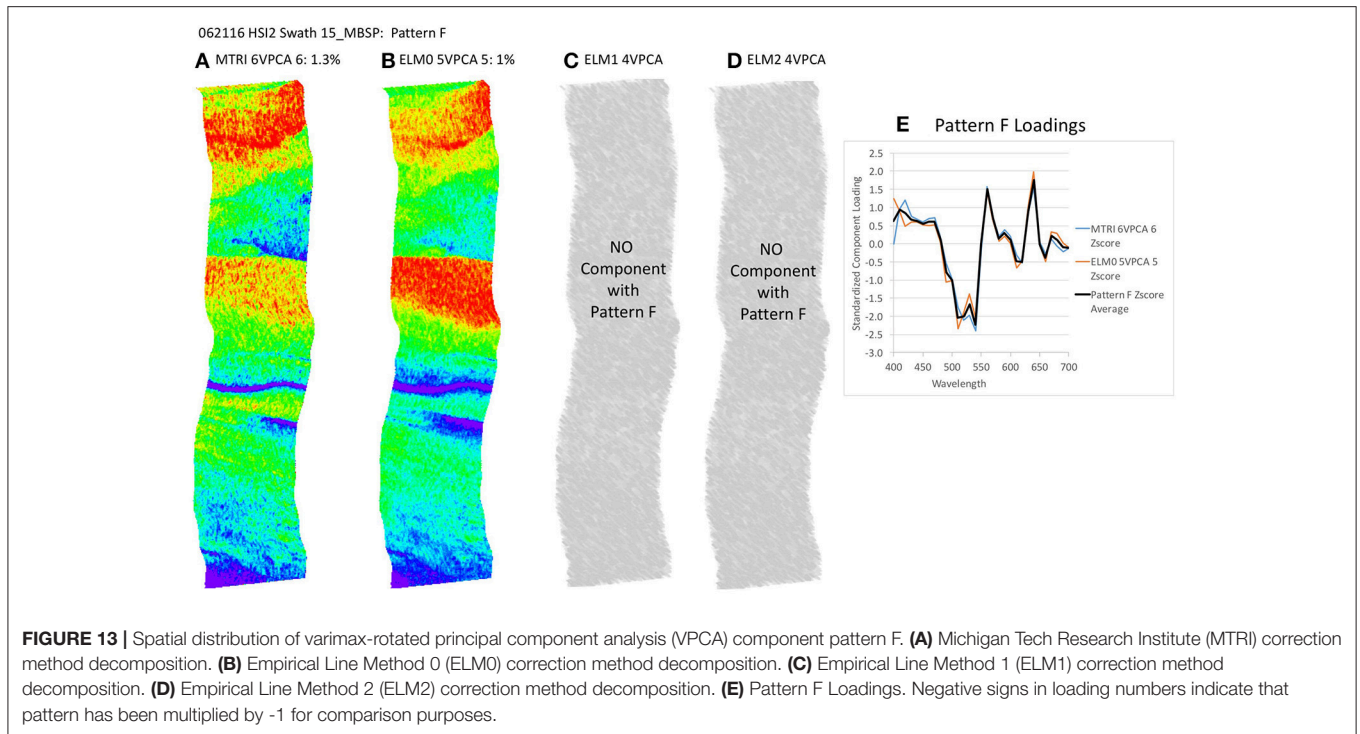 062116 HSI2 Swath 15_MBSP: Pattern F
A MTRI 6VPCA 6: 1.3%
B ELM0 5VPCA 5: 1%
C ELM1 4VPCA
D ELM2 4VPCA
NO
Component
with
Pattern F
NO
Component
with
Pattern F
E Pattern F Loadings
Standardized Component Loading
2.5
2.0
1.5
1.0
0.5
0.0
-0.5
-1.0
-1.5
-2.0
-2.5
-3.0
400 450 500 550 600 650 700
Wavelength
MTRI 6VPCA 6
Zscore
ELM0 5VPCA 5
Zscore
Pattern F Zscore
Average
FIGURE 13 | Spatial distribution of varimax-rotated principal component analysis (VPCA) component pattern F. (A) Michigan Tech Research Institute (MTRI) correction
method decomposition. (B) Empirical Line Method 0 (ELM0) correction method decomposition. (C) Empirical Line Method 1 (ELM1) correction method
decomposition. (D) Empirical Line Method 2 (ELM2) correction method decomposition. (E) Pattern F Loadings. Negative signs in loading numbers indicate that
pattern has been multiplied by -1 for comparison purposes.